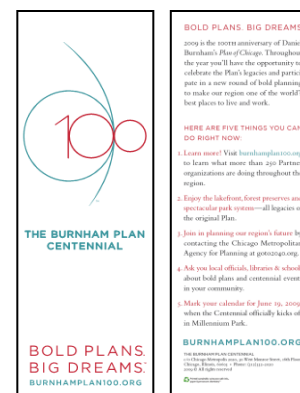 100
THE BURNHAM PLAN
CENTENNIAL
BOLD PLANS.
BIG DREAMS.
BURNHAMPLAN100.ORG
BOLD PLANS. BIG DREAMS
2009 is the 100TH anniversary of Danie
Burnham's Plan of Chicago. Throughou
the year you'll have the opportunity to
celebrate the Plan's legacies and partici
pate in a new round of bold planning
to make our region one of the world'
best places to live and work.
HERE ARE FIVE THINGS YOU CAN
DO RIGHT NOW:
1. Learn more! Visit burnhamplan100.org
to learn what more than 250 Partner
organizations are doing throughout the
region.
2. Enjoy the lakefront, forest preserves and
spectacular park system—all legacies o
the original Plan.
3. Join in planning our region's future by
contacting the Chicago Metropolitan
Agency for Planning at goto2040.org.
4. Ask you local officials, libraries & school
about bold plans and centennial event
in your community.
5. Mark your calendar for June 19, 2009
when the Centennial officially kicks of
in Millennium Park.
BURNHAMPLAN100.ORG
THE BURNHAM PLAN CENTENNIAL